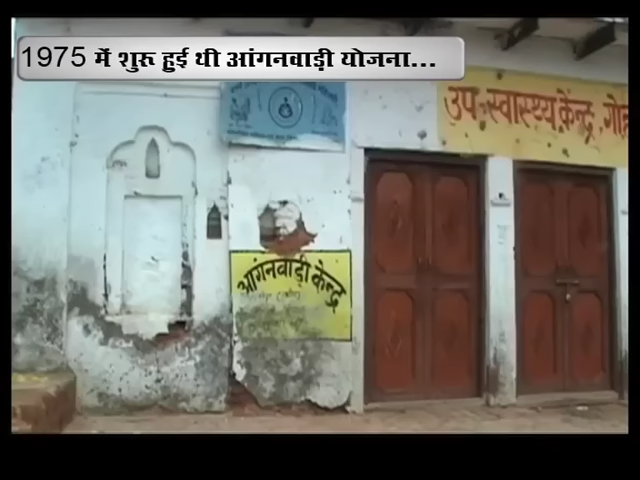 1975 में शुरू हुई थी आंगनवाड़ी योजना...
उप-स्वास्थ्य केन्द्र, गोह
आंगनवाड़ी केन्द्र